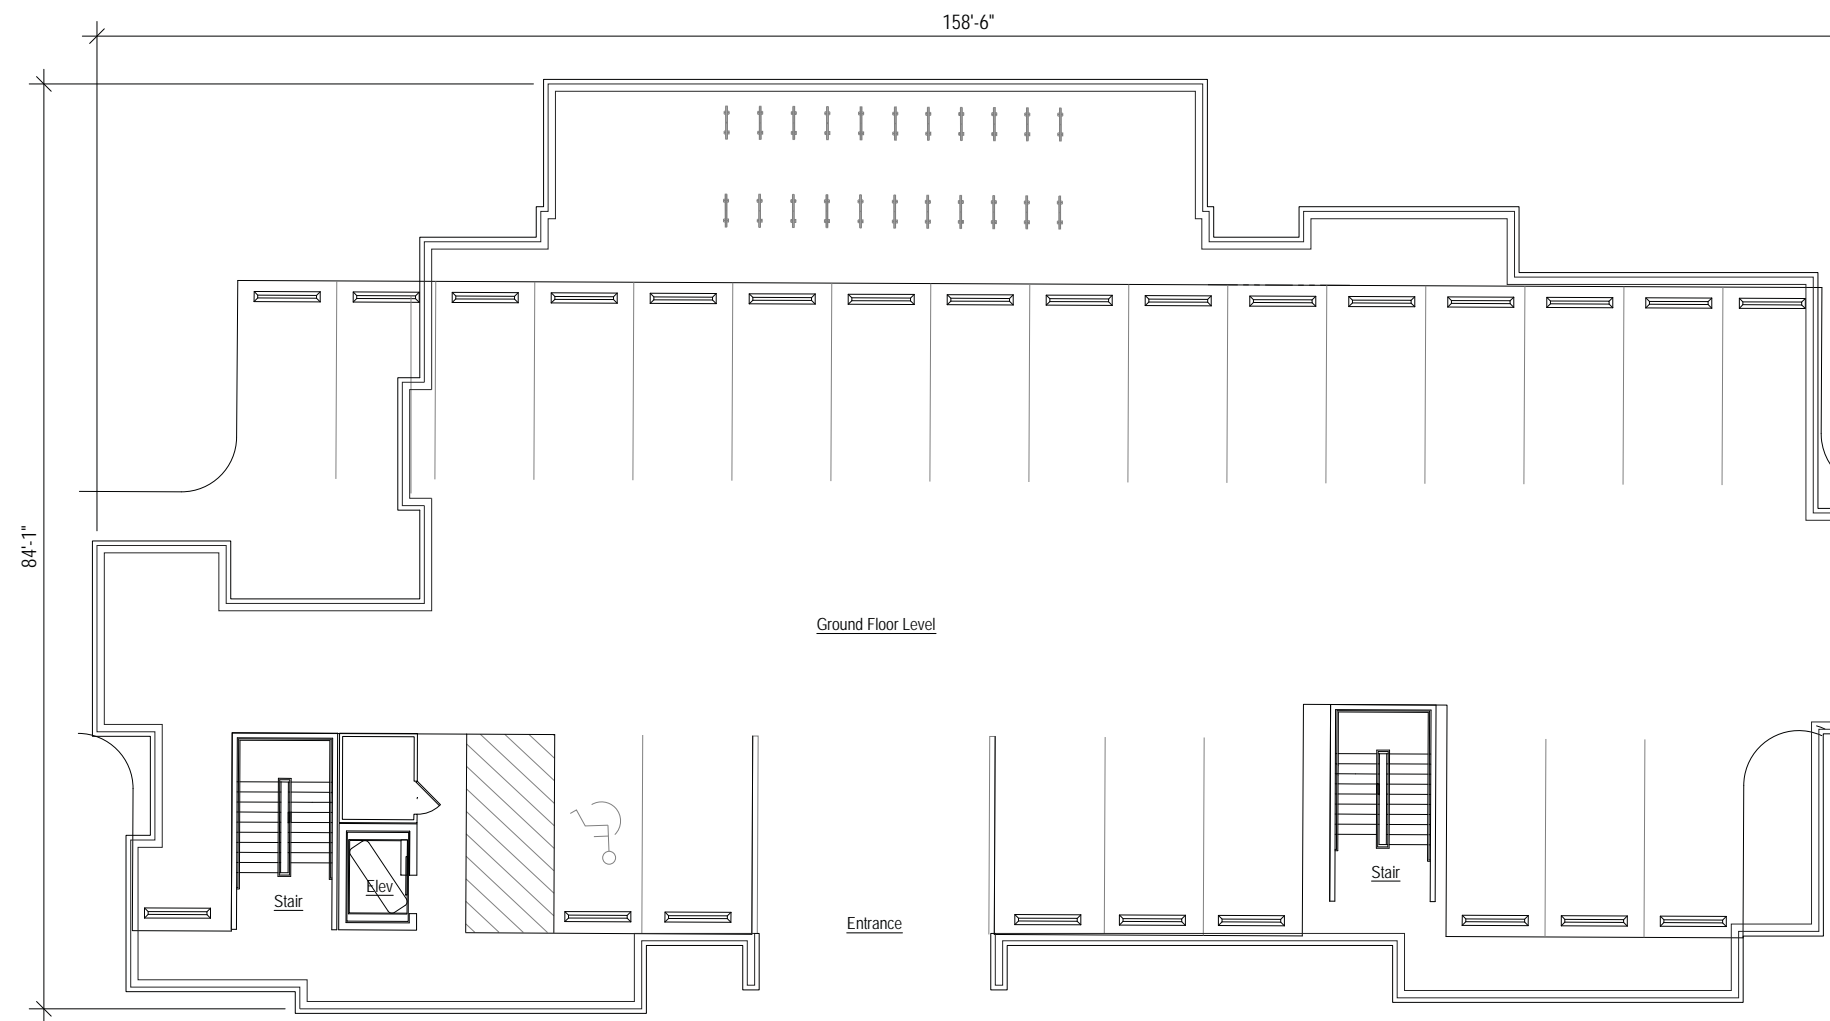 158'-6"
84'-1"
Ground Floor Level
Stair
Elev
Stair
Entrance